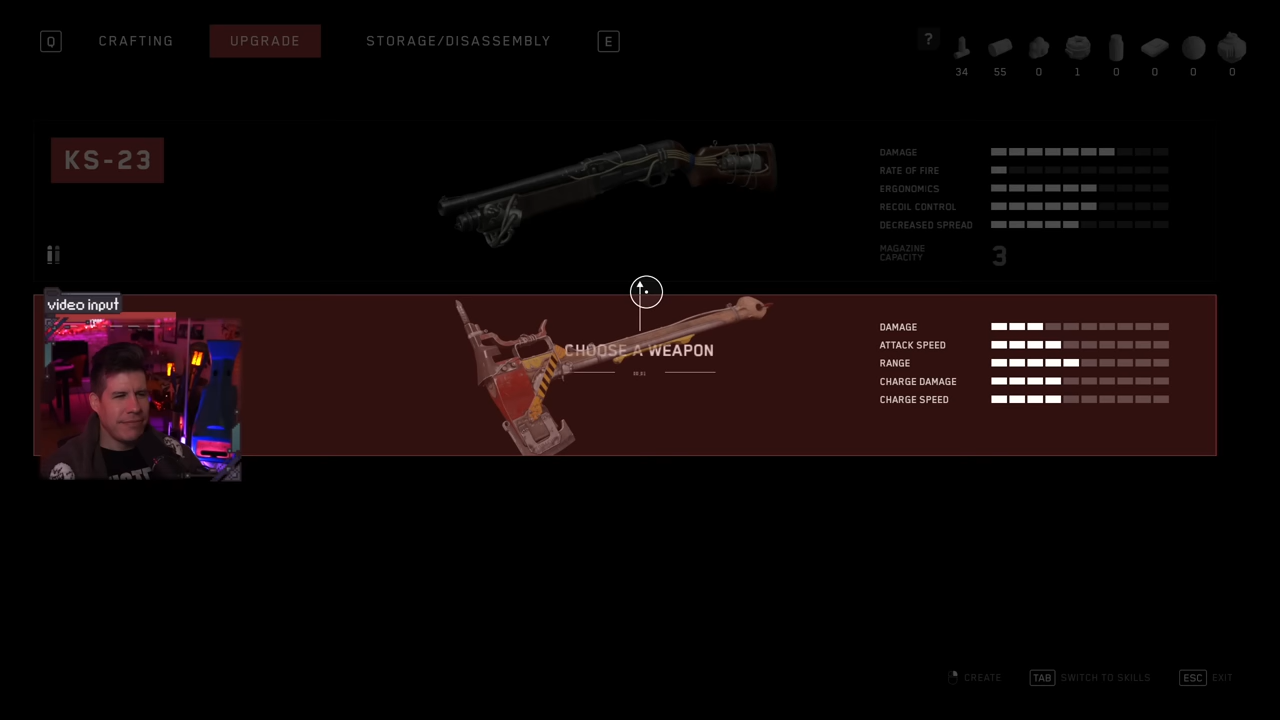 Q CRAFTING UPGRADE STORAGE/DISASSEMBLY E ?
34 55 0 1 0 0 0 0
KS-23
DAMAGE
RATE OF FIRE
ERGONOMICS
RECOIL CONTROL
DECREASED SPREAD
MAGAZINE
CAPACITY
3
video input
CHOOSE A WEAPON
DAMAGE
ATTACK SPEED
RANGE
CHARGE DAMAGE
CHARGE SPEED
CREATE TAB SWITCH TO SKILLS ESC EXIT